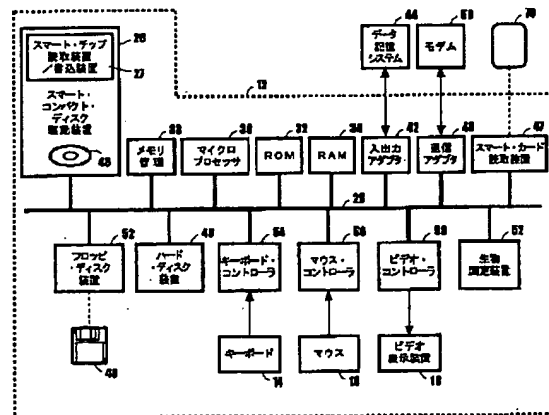 スマート・チップ
読取装置
/書込装置
27
26
スマート・
コンパクト・
ディスク
駆動装置
12
データ
記憶
システム
44
モデム
50
70
メモリ
管理
マイクロ
プロセッサ
30
ROM
32
RAM
34
入出力
アダプタ
42
通信
アダプタ
スマート・カード
読取装置
47
フロッピ
・ディスク
装置
52
ハード
・ディスク
装置
キーボード・
コントローラ
マウス・
コントローラ
ビデオ・
コントローラ
生物
測定装置
キーボード
14
マウス
ビデオ
表示装置